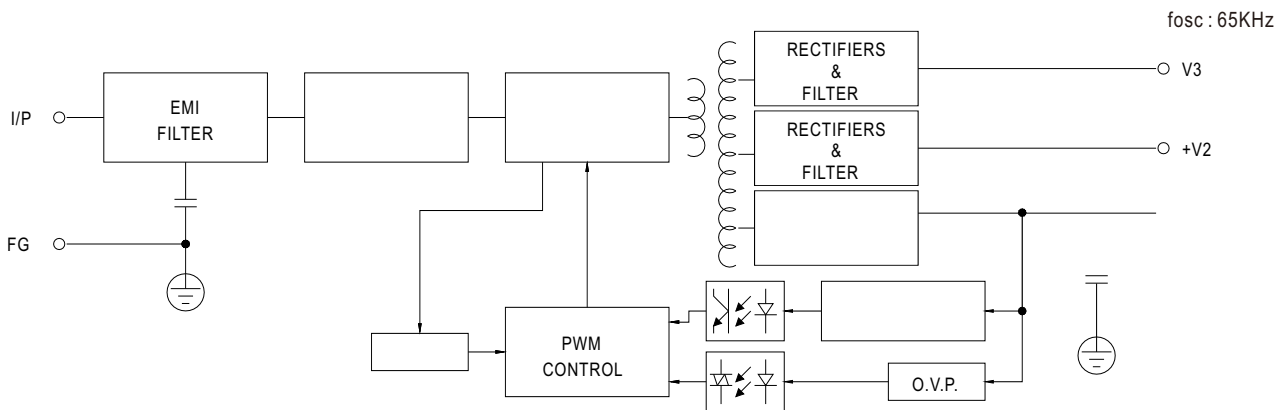 fosc : 65KHz
RECTIFIERS
&
FILTER
V3
I/P
EMI
FILTER
RECTIFIERS
&
FILTER
+V2
FG
PWM
CONTROL
O.V.P.